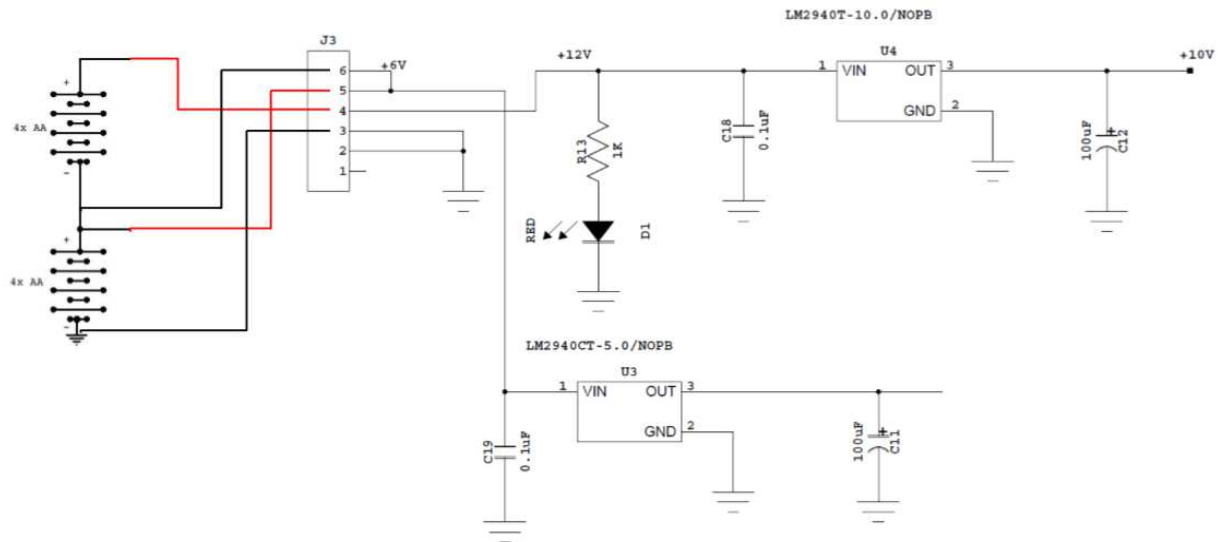 LM2940T-10.0/NOPB
J3
U4
+6V
+12V
+10V
+
6
5
4
3
2
1
4x AA
-
1
VIN
OUT
3
GND
2
R13
1K
C18
0.1uF
100uF
+
C12
RED
D1
+
4x AA
-
LM2940CT-5.0/NOPB
U3
1
VIN
OUT
3
GND
2
C19
0.1uF
100uF
+
C11